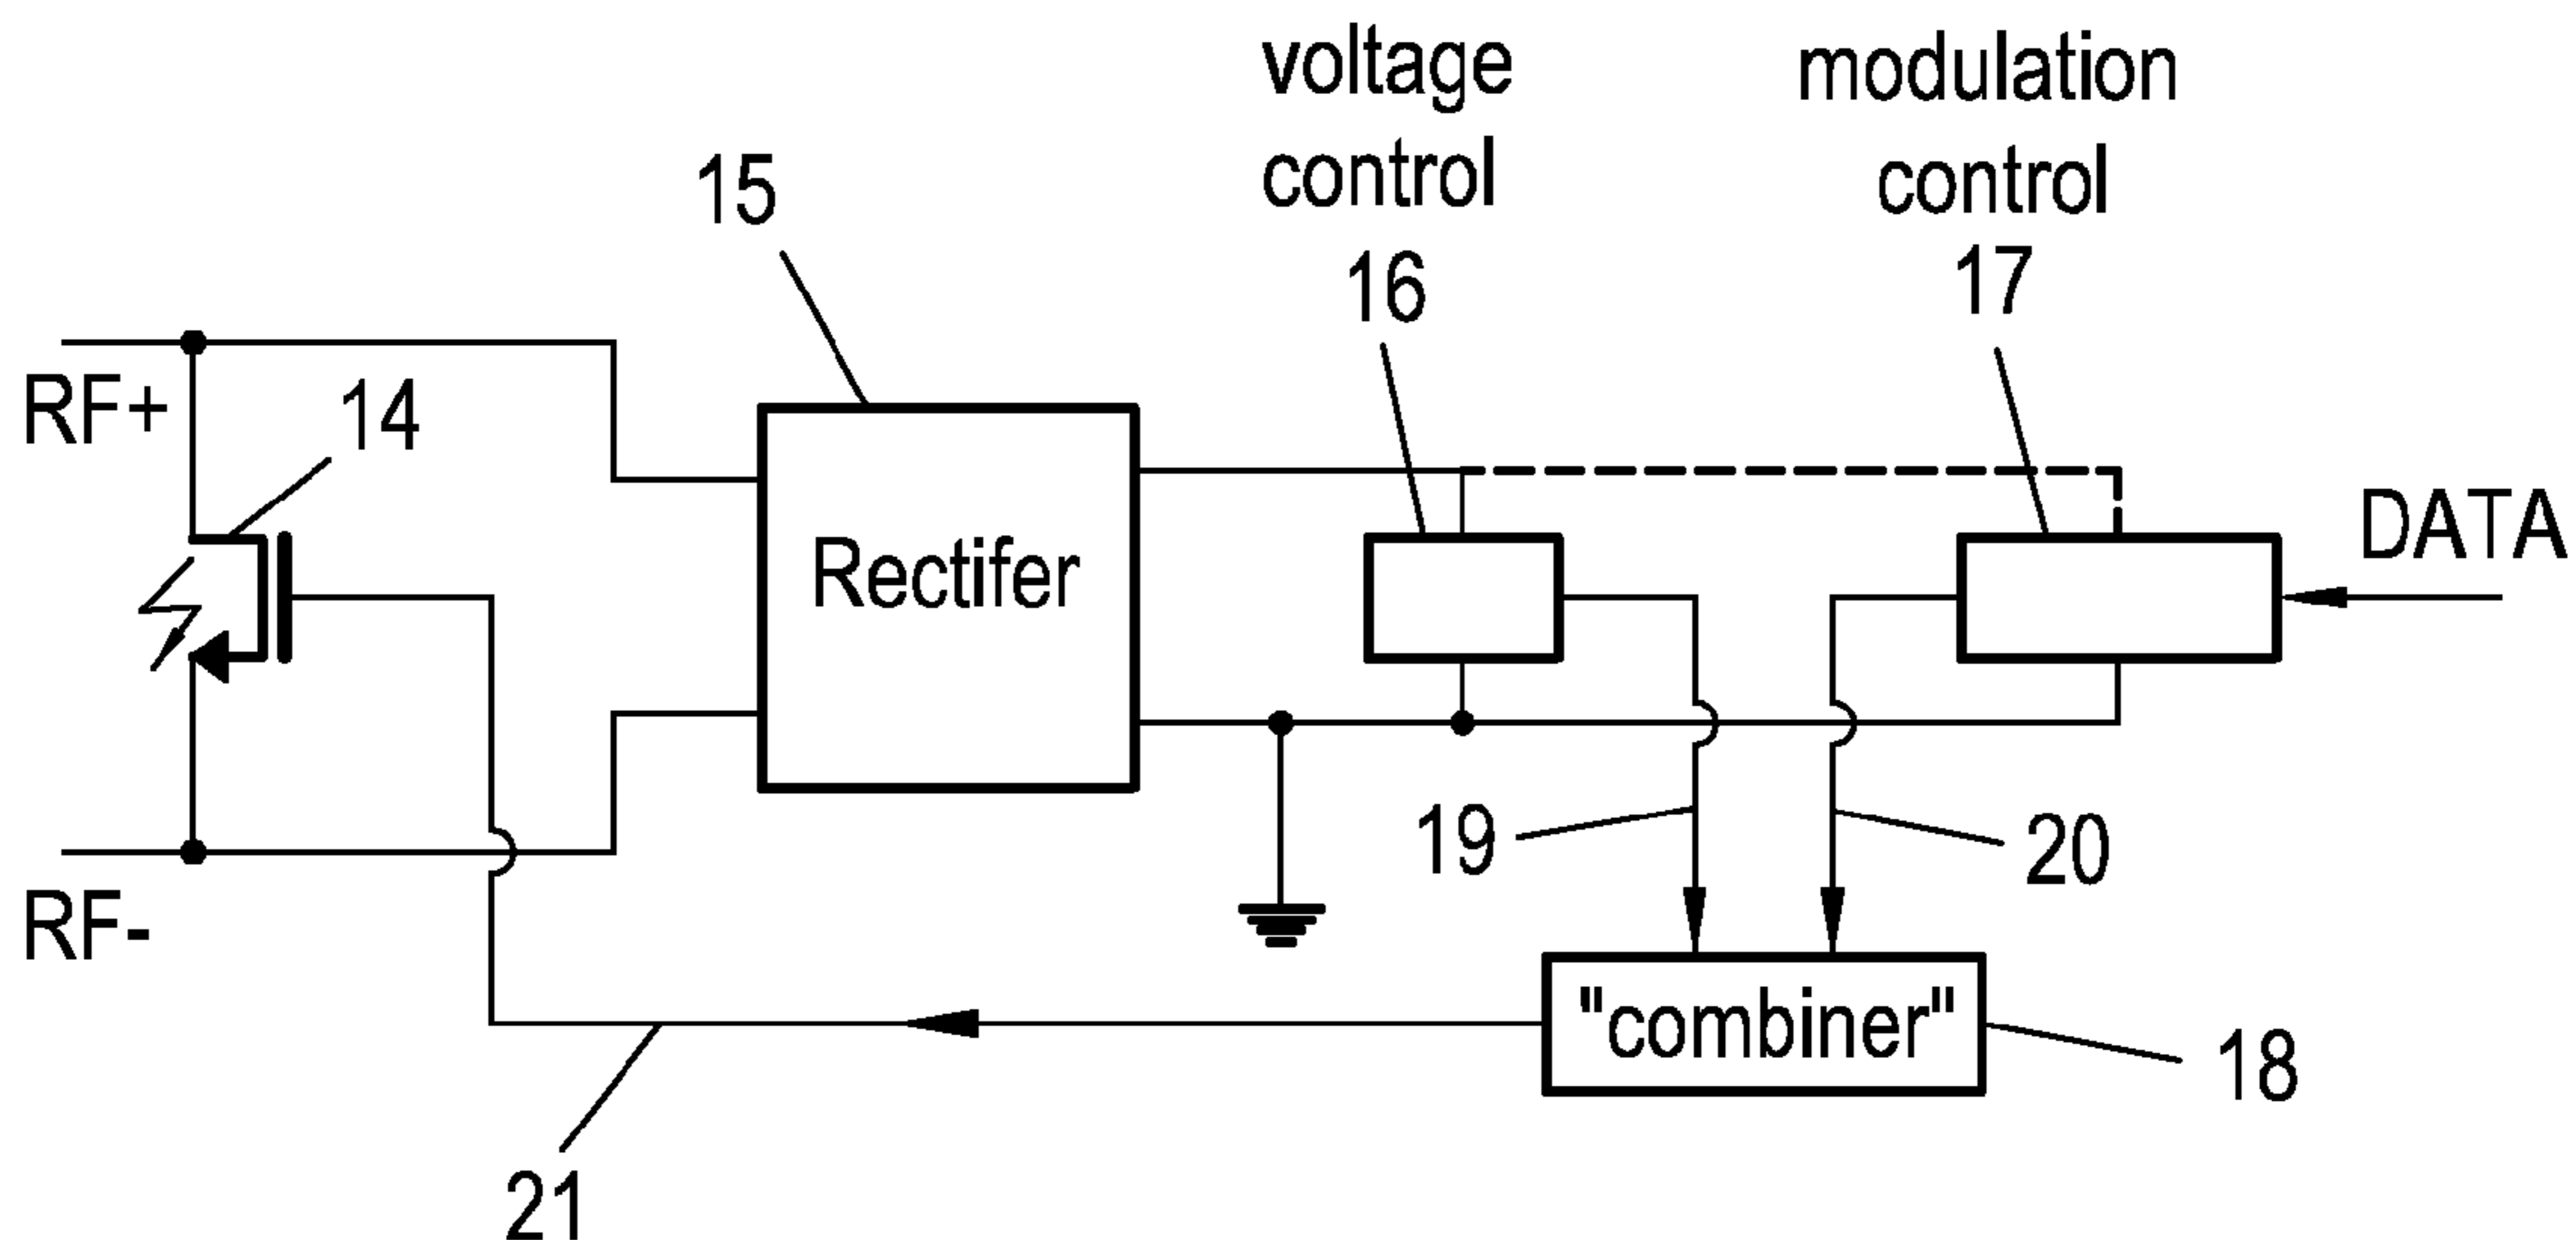 voltage
control
16
modulation
control
17
15
RF+
14
Rectifer
DATA
19
20
RF-
"combiner"
18
21